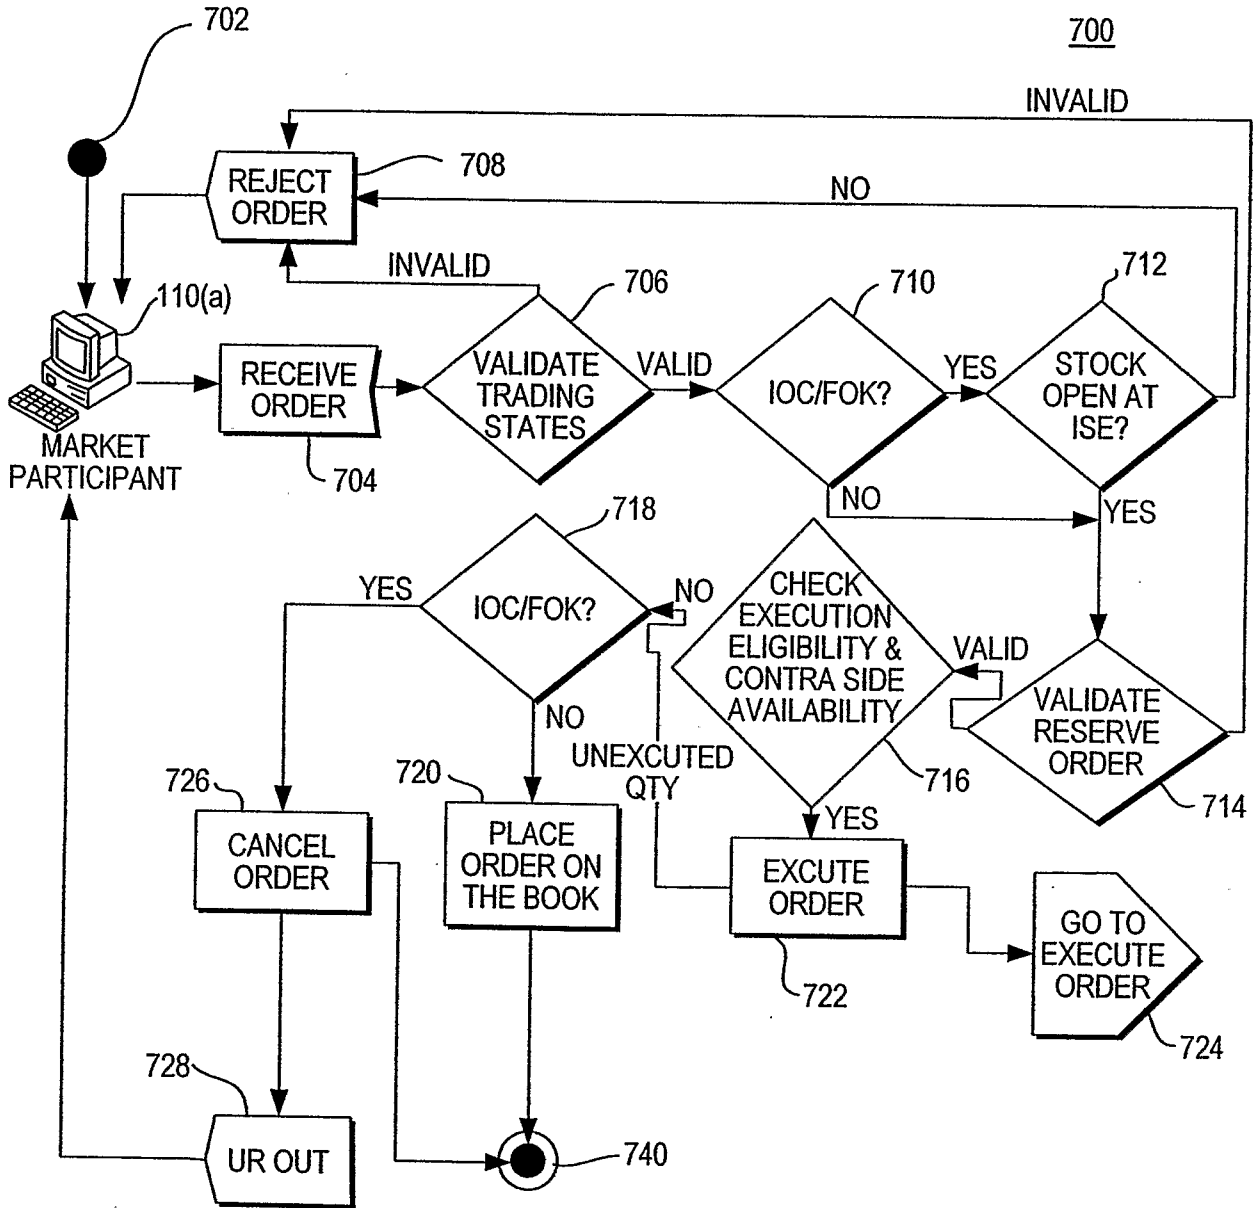 702
700
INVALID
708
REJECT
ORDER
NO
INVALID
706
710
712
110(a)
RECEIVE
ORDER
VALIDATE
TRADING
STATES
VALID
IOC/FOK?
YES
STOCK
OPEN AT
ISE?
MARKET
PARTICIPANT
704
NO
YES
718
YES
IOC/FOK?
NO
CHECK
EXECUTION
ELIGIBILITY &
CONTRA SIDE
AVAILABILITY
VALID
VALIDATE
RESERVE
ORDER
NO
UNEXCUTED
QTY
726
720
716
714
YES
CANCEL
ORDER
PLACE
ORDER ON
THE BOOK
EXCUTE
ORDER
GO TO
EXECUTE
ORDER
722
724
728
UR OUT
740